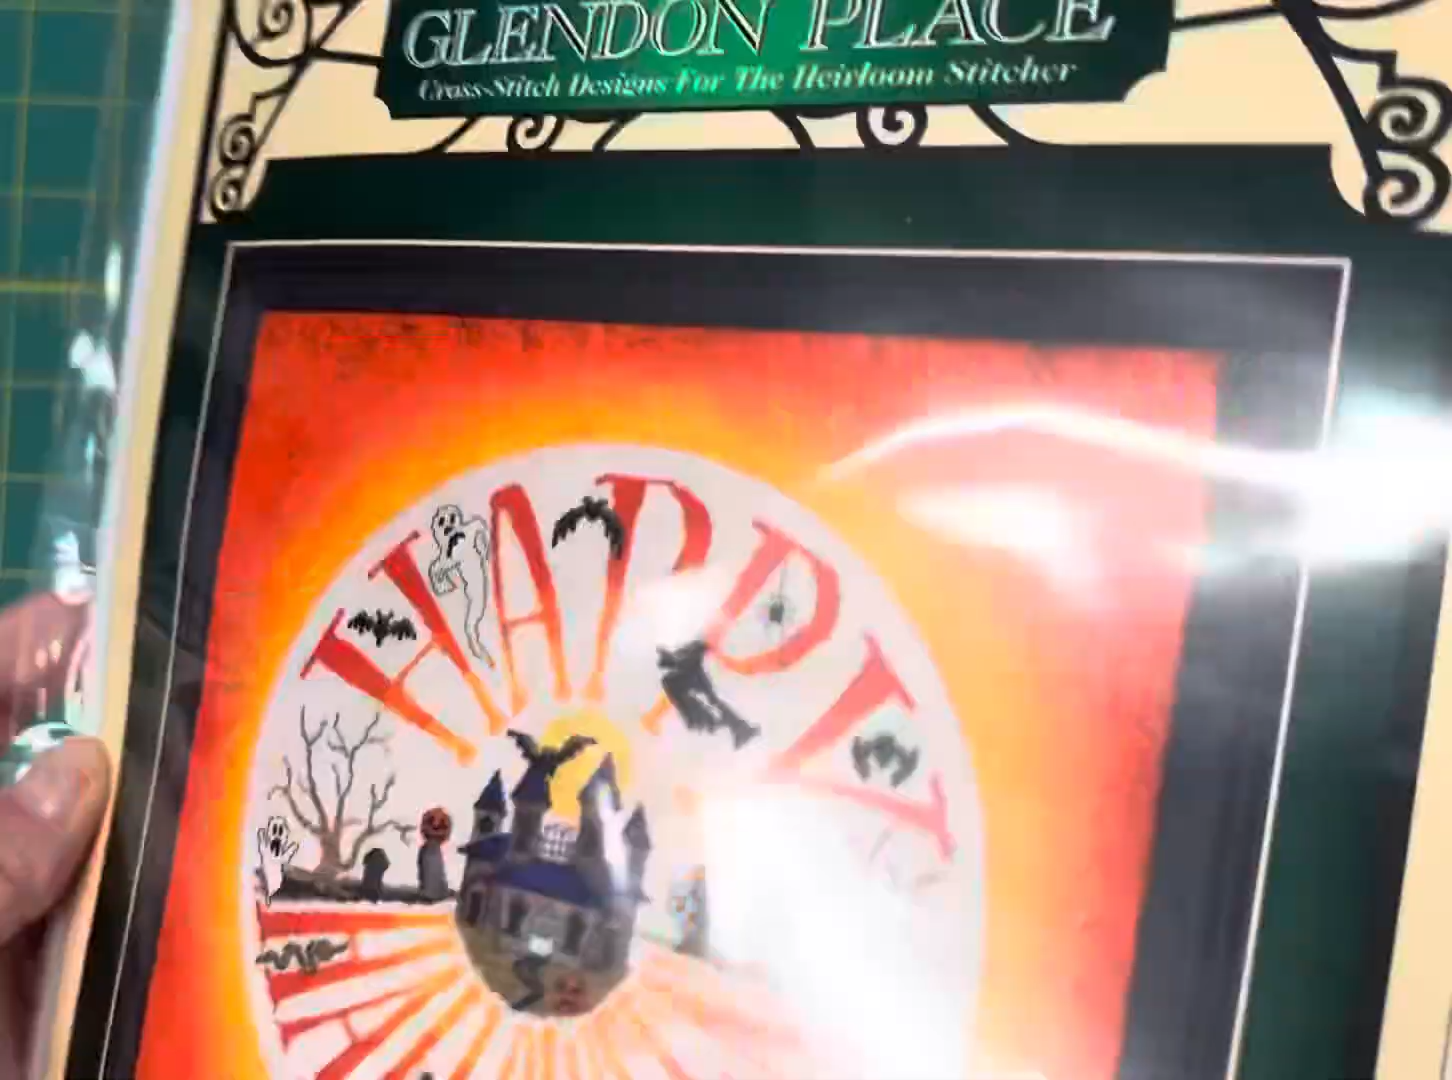 GLENDON PLACE
Cross-Stitch Designs For The Heirloom Stitcher
HAPPY